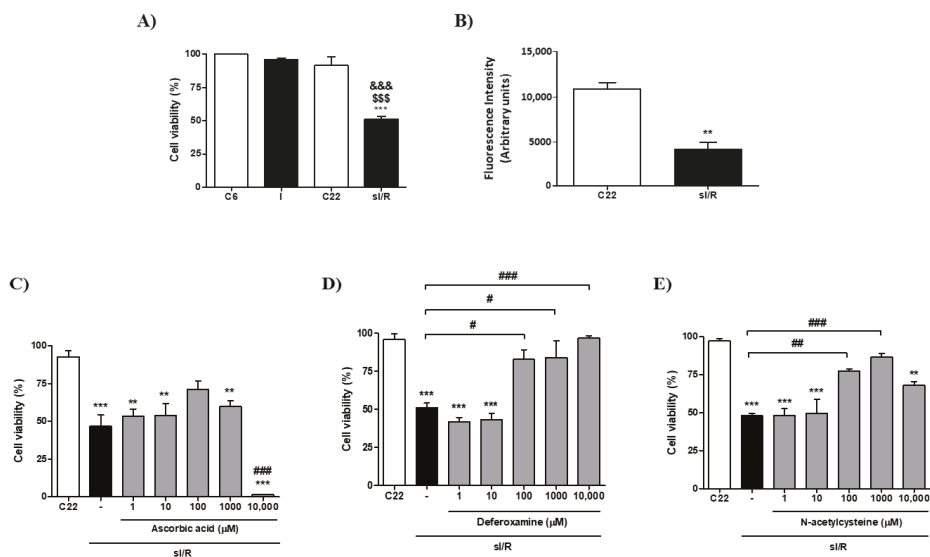 A)
Cell viability (%)
100
75
50
25
0
&&&
$$$
***
C6 I C22 sI/R
B)
Fluorescence Intensity
(Arbitrary units)
15,000
10,000
5000
0
**
C22 sI/R
C)
Cell viability (%)
100
75
50
25
0
*** ** ** ** ### ***
C22 - 1 10 100 1000 10,000
Ascorbic acid (μM)
sI/R
D)
Cell viability (%)
100
75
50
25
0
###
#
#
*** *** ***
C22 - 1 10 100 1000 10,000
Deferoxamine (μM)
sI/R
E)
Cell viability (%)
100
75
50
25
0
###
##
*** *** *** **
C22 - 1 10 100 1000 10,000
N-acetylcysteine (μM)
sI/R